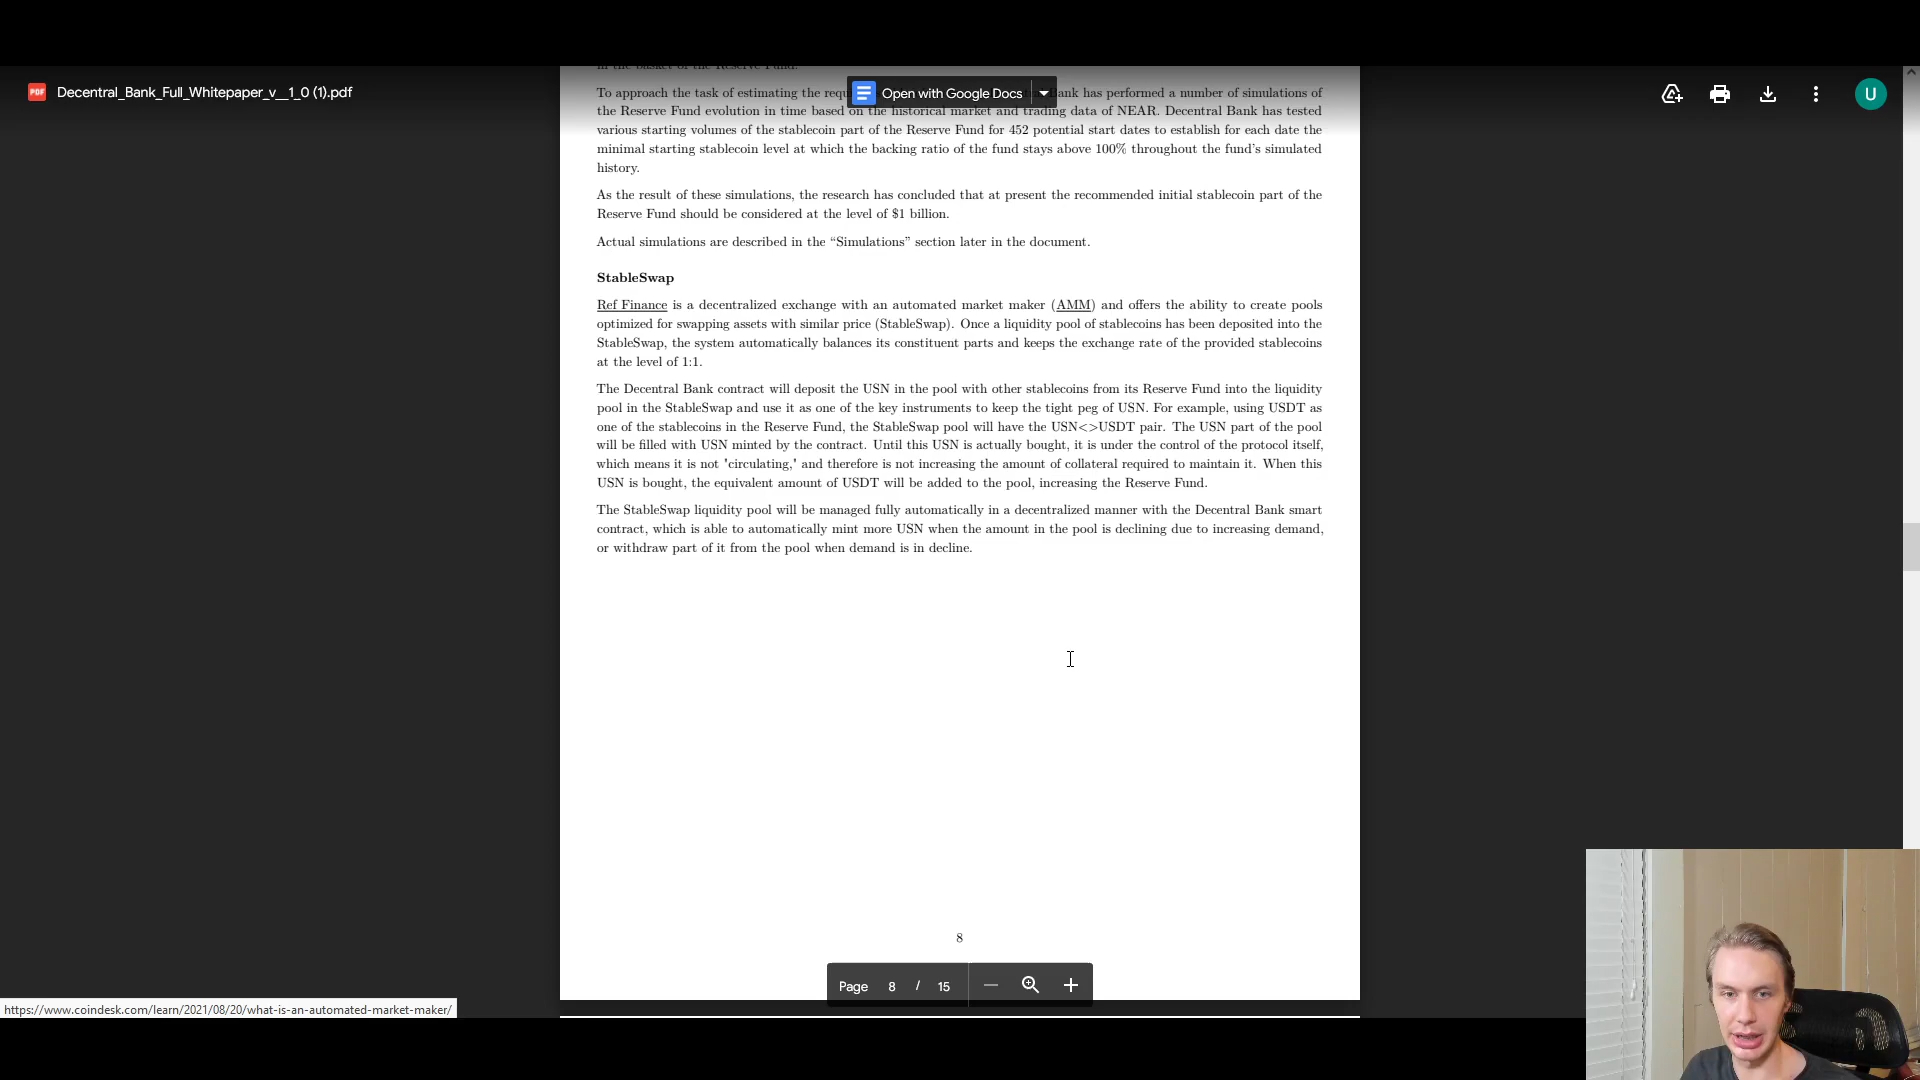 in the basket of the Reserve Fund.
PDF Decentral_Bank_Full_Whitepaper_v__1_0 (1).pdf
Open with Google Docs
U
To approach the task of estimating the requ Bank has performed a number of simulations of
the Reserve Fund evolution in time based on the historical market and trading data of NEAR. Decentral Bank has tested
various starting volumes of the stablecoin part of the Reserve Fund for 452 potential start dates to establish for each date the
minimal starting stablecoin level at which the backing ratio of the fund stays above 100% throughout the fund's simulated
history.
As the result of these simulations, the research has concluded that at present the recommended initial stablecoin part of the
Reserve Fund should be considered at the level of $1 billion.
Actual simulations are described in the “Simulations” section later in the document.
StableSwap
Ref Finance is a decentralized exchange with an automated market maker (AMM) and offers the ability to create pools
optimized for swapping assets with similar price (StableSwap). Once a liquidity pool of stablecoins has been deposited into the
StableSwap, the system automatically balances its constituent parts and keeps the exchange rate of the provided stablecoins
at the level of 1:1.
The Decentral Bank contract will deposit the USN in the pool with other stablecoins from its Reserve Fund into the liquidity
pool in the StableSwap and use it as one of the key instruments to keep the tight peg of USN. For example, using USDT as
one of the stablecoins in the Reserve Fund, the StableSwap pool will have the USN<>USDT pair. The USN part of the pool
will be filled with USN minted by the contract. Until this USN is actually bought, it is under the control of the protocol itself,
which means it is not "circulating," and therefore is not increasing the amount of collateral required to maintain it. When this
USN is bought, the equivalent amount of USDT will be added to the pool, increasing the Reserve Fund.
The StableSwap liquidity pool will be managed fully automatically in a decentralized manner with the Decentral Bank smart
contract, which is able to automatically mint more USN when the amount in the pool is declining due to increasing demand,
or withdraw part of it from the pool when demand is in decline.
8
Page 8 / 15
https://www.coindesk.com/learn/2021/08/20/what-is-an-automated-market-maker/